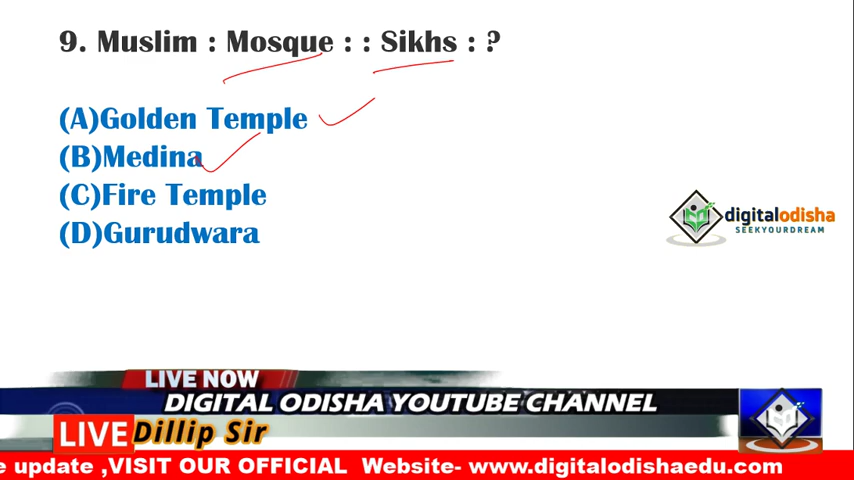 9. Muslim : Mosque : : Sikhs : ?
(A)Golden Temple
(B)Medina
(C)Fire Temple
(D)Gurudwara
digitalodisha
SEEKYOURDREAM
LIVE NOW
DIGITAL ODISHA YOUTUBE CHANNEL
LIVE Dillip Sir
e update ,VISIT OUR OFFICIAL Website- www.digitalodishaedu.com